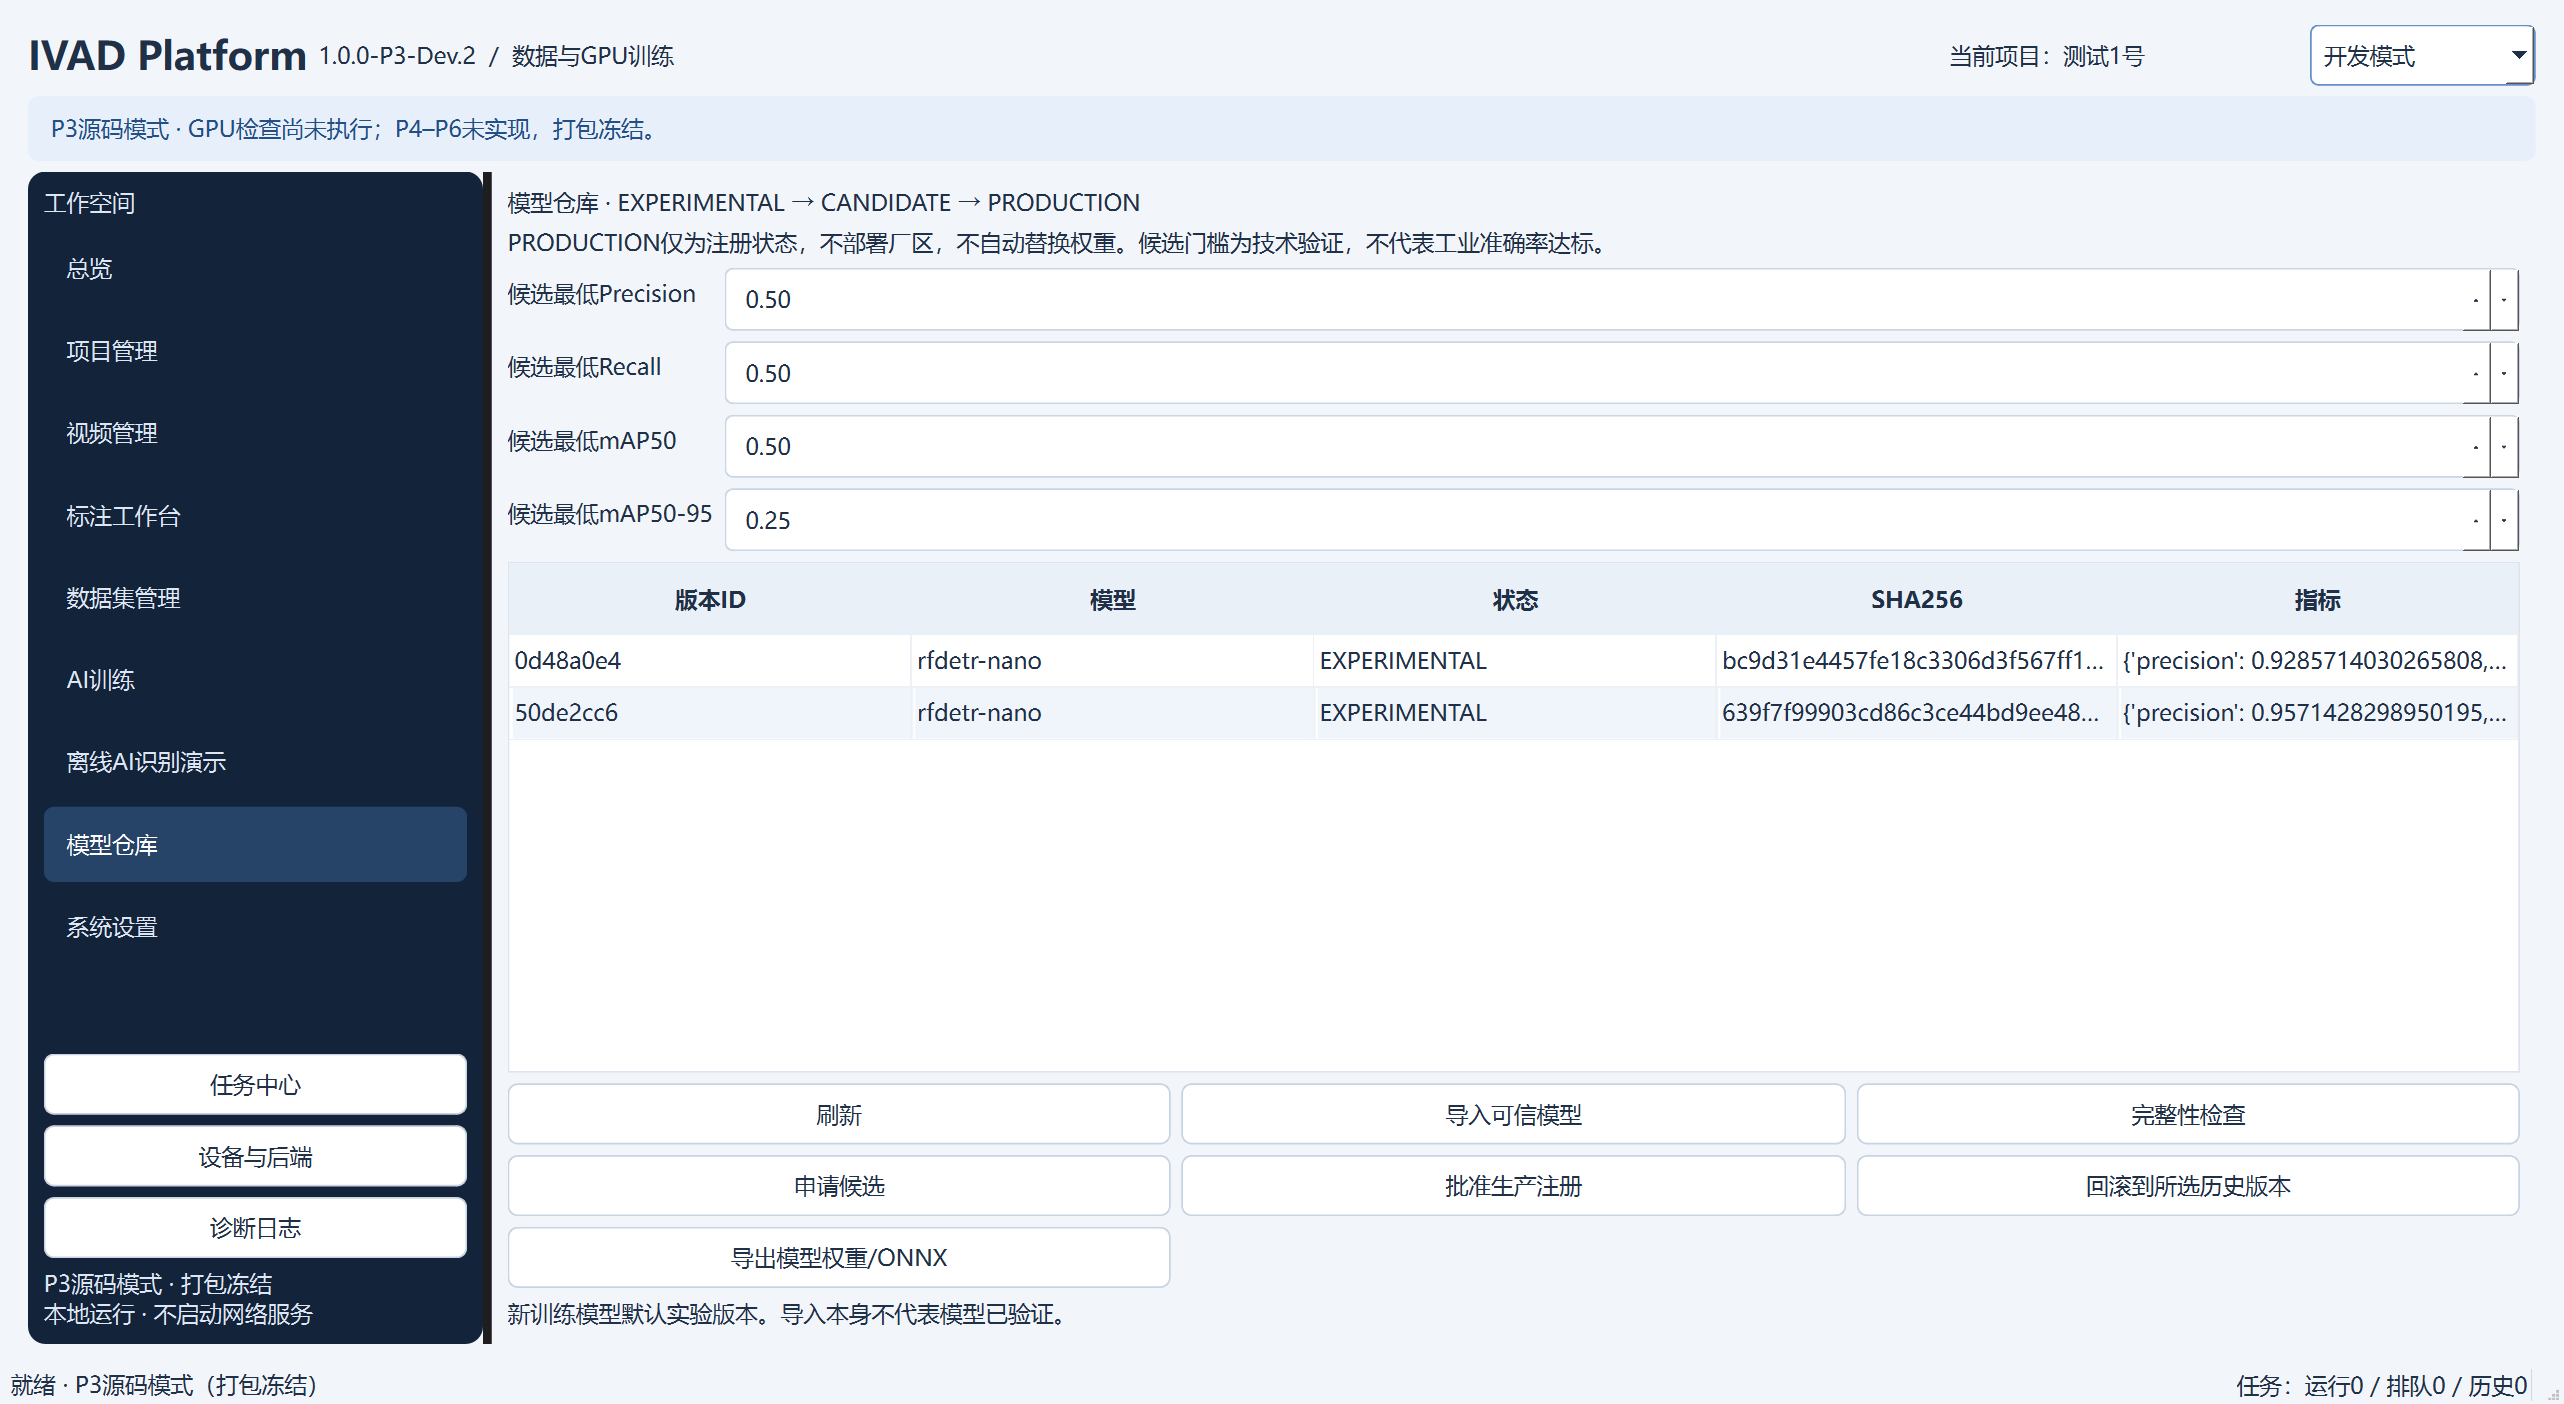 IVAD Platform 1.0.0-P3-Dev.2 / 数据与GPU训练
当前项目：测试1号
开发模式
P3源码模式 · GPU检查尚未执行；P4–P6未实现，打包冻结。
工作空间
总览
项目管理
视频管理
标注工作台
数据集管理
AI训练
离线AI识别演示
模型仓库
系统设置
任务中心
设备与后端
诊断日志
P3源码模式 · 打包冻结
本地运行 · 不启动网络服务
模型仓库 · EXPERIMENTAL → CANDIDATE → PRODUCTION
PRODUCTION仅为注册状态，不部署厂区，不自动替换权重。候选门槛为技术验证，不代表工业准确率达标。
候选最低Precision 0.50
候选最低Recall 0.50
候选最低mAP50 0.50
候选最低mAP50-95 0.25
版本ID 模型 状态 SHA256 指标
0d48a0e4 rfdetr-nano EXPERIMENTAL bc9d31e4457fe18c3306d3f567ff1... {'precision': 0.9285714030265808,...
50de2cc6 rfdetr-nano EXPERIMENTAL 639f7f99903cd86c3ce44bd9ee48... {'precision': 0.9571428298950195,...
刷新 导入可信模型 完整性检查
申请候选 批准生产注册 回滚到所选历史版本
导出模型权重/ONNX
新训练模型默认实验版本。导入本身不代表模型已验证。
就绪 · P3源码模式（打包冻结）
任务：运行0 / 排队0 / 历史0